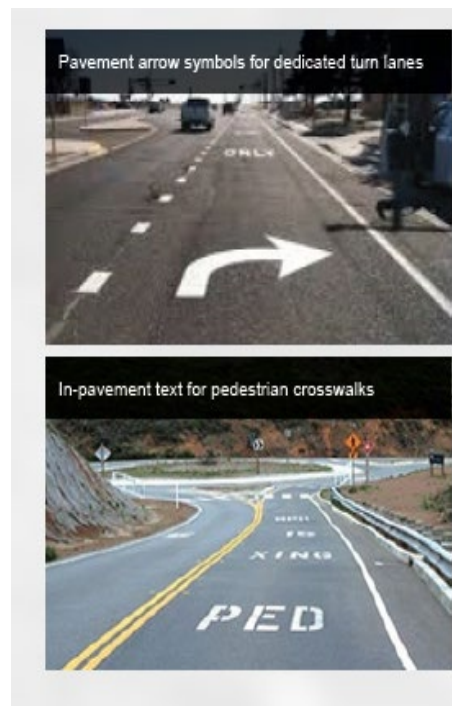 Pavement arrow symbols for dedicated turn lanes
ONLY
In-pavement text for pedestrian crosswalks
XING
PED